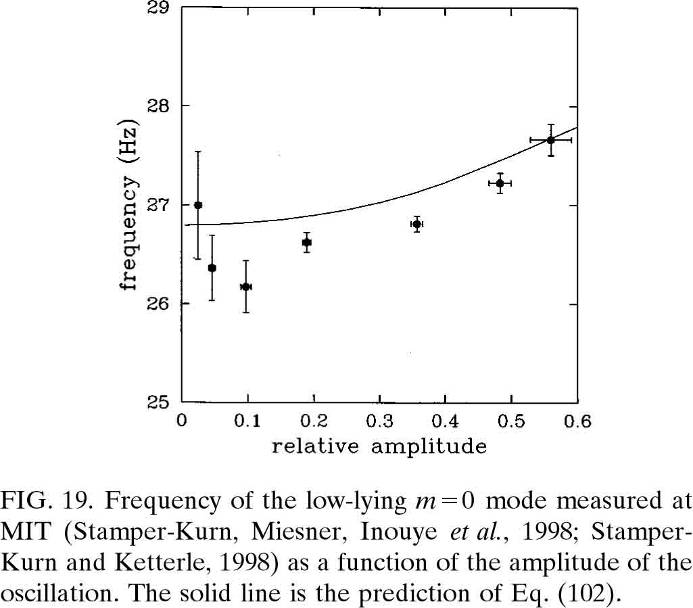 29
28
27
26
25
frequency (Hz)
0 0.1 0.2 0.3 0.4 0.5 0.6
relative amplitude
FIG. 19. Frequency of the low-lying m=0 mode measured at
MIT (Stamper-Kurn, Miesner, Inouye et al., 1998; Stamper-
Kurn and Ketterle, 1998) as a function of the amplitude of the
oscillation. The solid line is the prediction of Eq. (102).